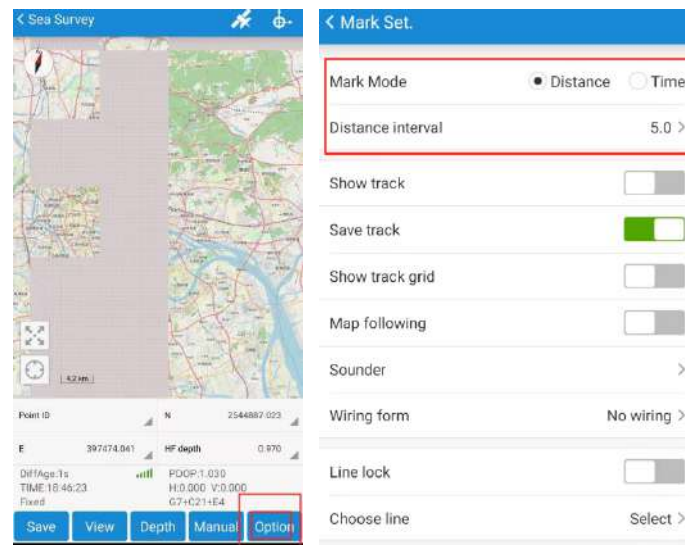 Sea Survey
4.2 km
Point ID
N 2544887.023
E 397474.041
HF depth 0.970
DiffAge:1s
PDOP:1.030
TIME:18:46:23
H:0.000 V:0.000
Fixed
G7+C21+E4
Save View Depth Manual Option
Mark Set.
Mark Mode Distance Time
Distance interval 5.0
Show track
Save track
Show track grid
Map following
Sounder
Wiring form No wiring
Line lock
Choose line Select